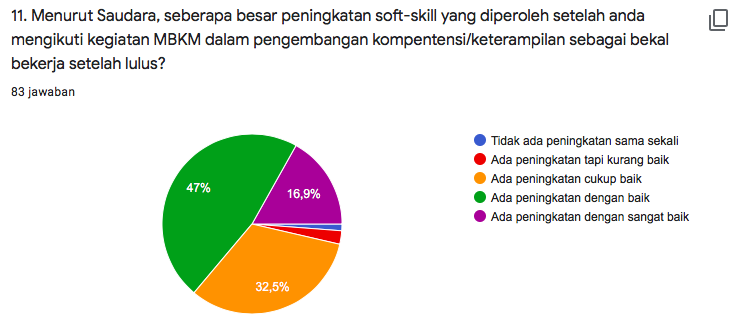 11. Menurut Saudara, seberapa besar peningkatan soft-skill yang diperoleh setelah anda
mengikuti kegiatan MBKM dalam pengembangan kompentensi/keterampilan sebagai bekal
bekerja setelah lulus?
83 jawaban
Tidak ada peningkatan sama sekali
Ada peningkatan tapi kurang baik
Ada peningkatan cukup baik
Ada peningkatan dengan baik
Ada peningkatan dengan sangat baik
47%
16,9%
32,5%